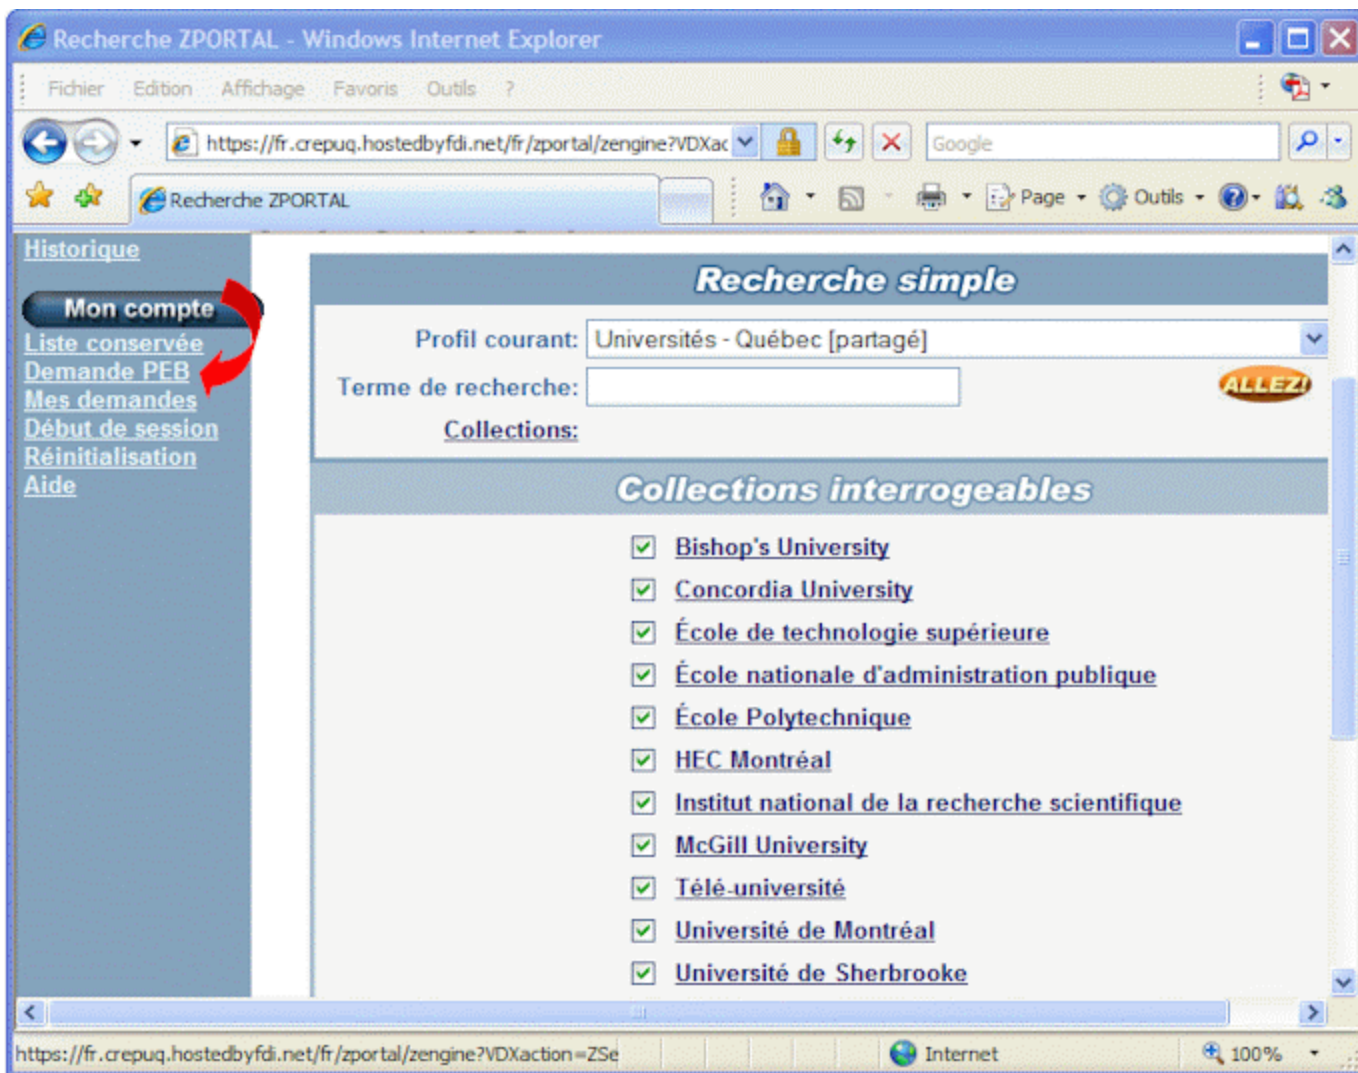 Recherche ZPORTAL - Windows Internet Explorer
Fichier Edition Affichage Favoris Outils ?
https://fr.crepuq.hostedbyfdi.net/fr/zportal/zengine?VDXac Google
Recherche ZPORTAL Page Outils
Historique
Mon compte
Liste conservée
Demande PEB
Mes demandes
Début de session
Réinitialisation
Aide
Recherche simple
Profil courant: Universités - Québec [partagé]
Terme de recherche: ALLEZ!
Collections:
Collections interrogeables
Bishop's University
Concordia University
École de technologie supérieure
École nationale d'administration publique
École Polytechnique
HEC Montréal
Institut national de la recherche scientifique
McGill University
Télé-université
Université de Montréal
Université de Sherbrooke
https://fr.crepuq.hostedbyfdi.net/fr/zportal/zengine?VDXaction=ZSe Internet 100%